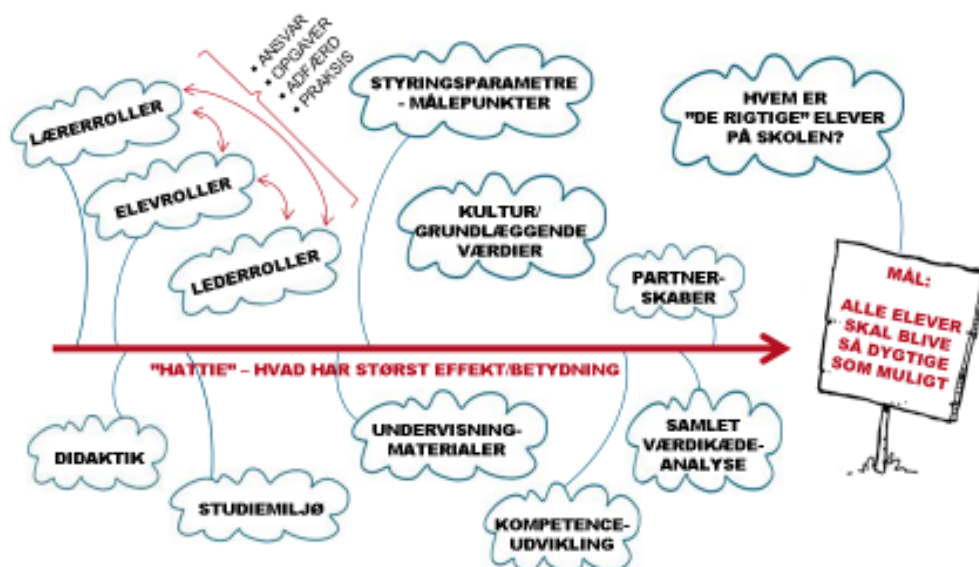 • ANSVAR
• OPGAVER
• ADFÆRD
• PRAKSIS
LÆRERROLLER
ELEVROLLER
LEDERROLLER
STYRINGSPARAMETRE
- MÅLEPUNKTER
KULTUR/
GRUNDLÆGGENDE
VÆRDIER
PARTNER-
SKABER
HVEM ER
"DE RIGTIGE" ELEVER
PÅ SKOLEN?
MÅL:
ALLE ELEVER
SKAL BLIVE
SÅ DYGTIGE
SOM MULIGT
"HATTIE" – HVAD HAR STØRST EFFEKT/BETYDNING
DIDAKTIK
STUDIEMILJØ
UNDERVISNING-
MATERIALER
KOMPETENCE-
UDVIKLING
SAMLET
VÆRDIKÆDE-
ANALYSE